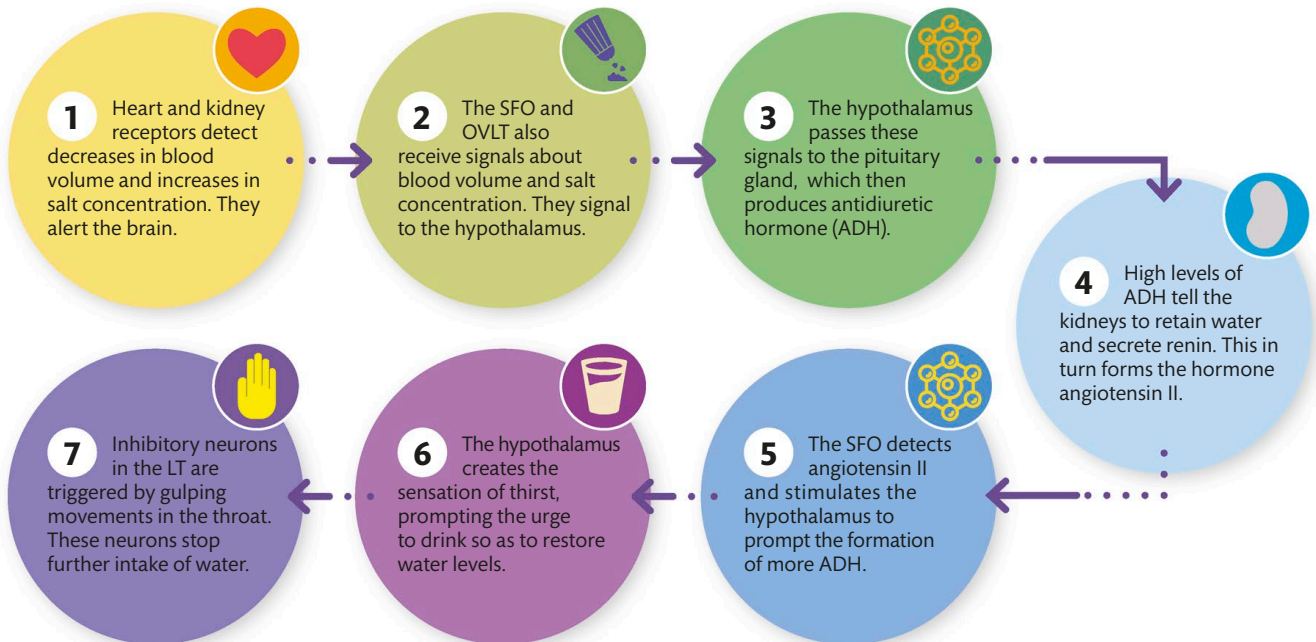 1 Heart and kidney
receptors detect
decreases in blood
volume and increases in
salt concentration. They
alert the brain.
2 The SFO and
OVLT also
receive signals about
blood volume and salt
concentration. They signal
to the hypothalamus.
3 The hypothalamus
passes these
signals to the pituitary
gland, which then
produces antidiuretic
hormone (ADH).
4 High levels of
ADH tell the
kidneys to retain water
and secrete renin. This in
turn forms the hormone
angiotensin II.
5 The SFO detects
angiotensin II
and stimulates the
hypothalamus to
prompt the formation
of more ADH.
6 The hypothalamus
creates the
sensation of thirst,
prompting the urge
to drink so as to restore
water levels.
7 Inhibitory neurons
in the LT are
triggered by gulping
movements in the throat.
These neurons stop
further intake of water.